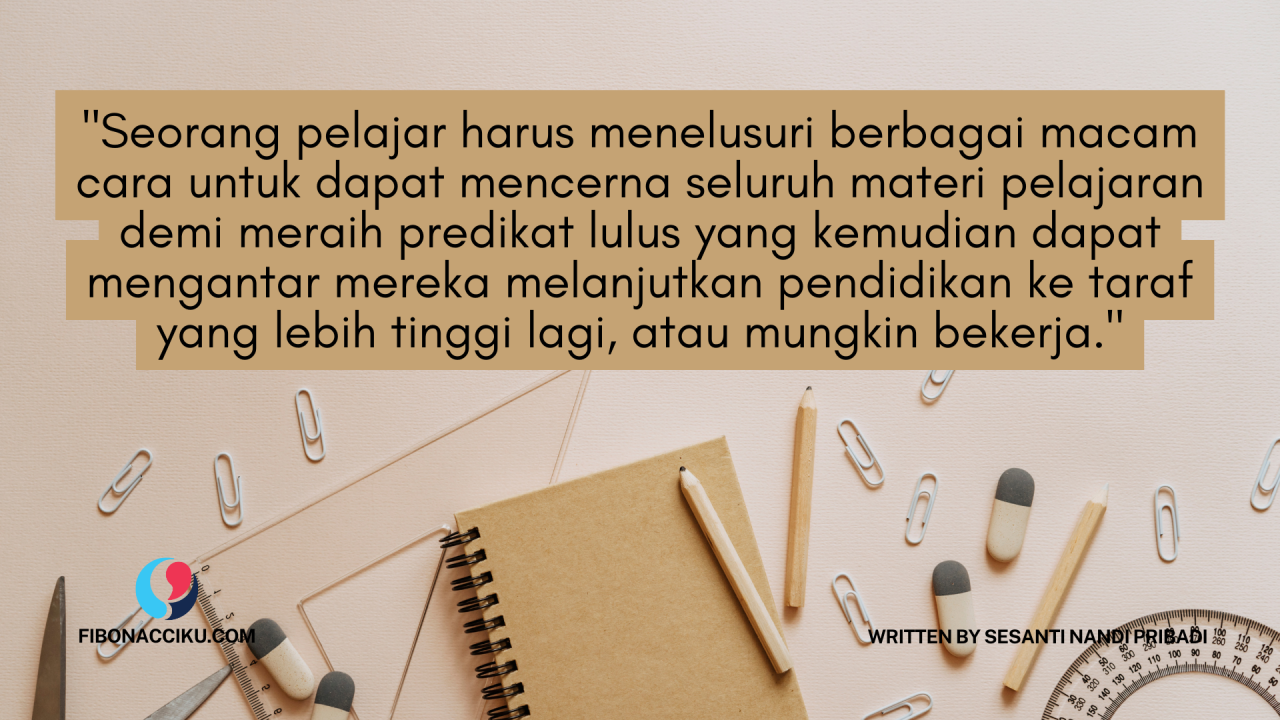 "Seorang pelajar harus menelusuri berbagai macam
cara untuk dapat mencerna seluruh materi pelajaran
demi meraih predikat lulus yang kemudian dapat
mengantar mereka melanjutkan pendidikan ke taraf
yang lebih tinggi lagi, atau mungkin bekerja."
FIBONACCIKU.COM
WRITTEN BY SESANTI NANDI PRIBADI